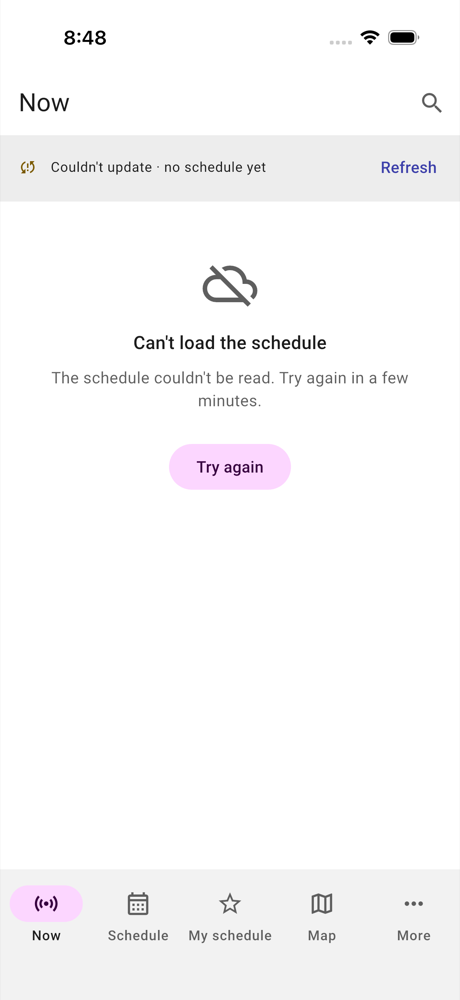 8:48
Now
Couldn't update · no schedule yet
Refresh
Can't load the schedule
The schedule couldn't be read. Try again in a few
minutes.
Try again
Now
Schedule
My schedule
Map
More